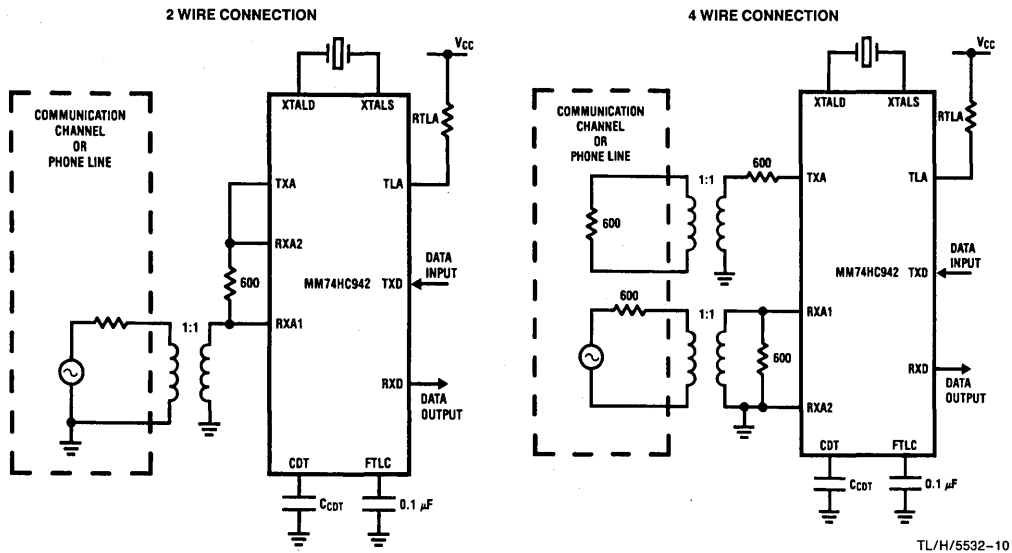 2 WIRE CONNECTION
VCC
XTALD XTALS
COMMUNICATION
CHANNEL
OR
PHONE LINE
RTLA
TXA
TLA
RXA2
600
MM74HC942 TXD
DATA
INPUT
1:1
RXA1
RXD
DATA
OUTPUT
CDT FTLC
CCDT
0.1 μF
4 WIRE CONNECTION
VCC
XTALD XTALS
COMMUNICATION
CHANNEL
OR
PHONE LINE
RTLA
600
1:1
TXA
TLA
600
DATA
INPUT
MM74HC942 TXD
600
1:1
RXA1
600
RXD
DATA
OUTPUT
RXA2
CDT FTLC
CCDT
0.1 μF
TL/H/5532–10